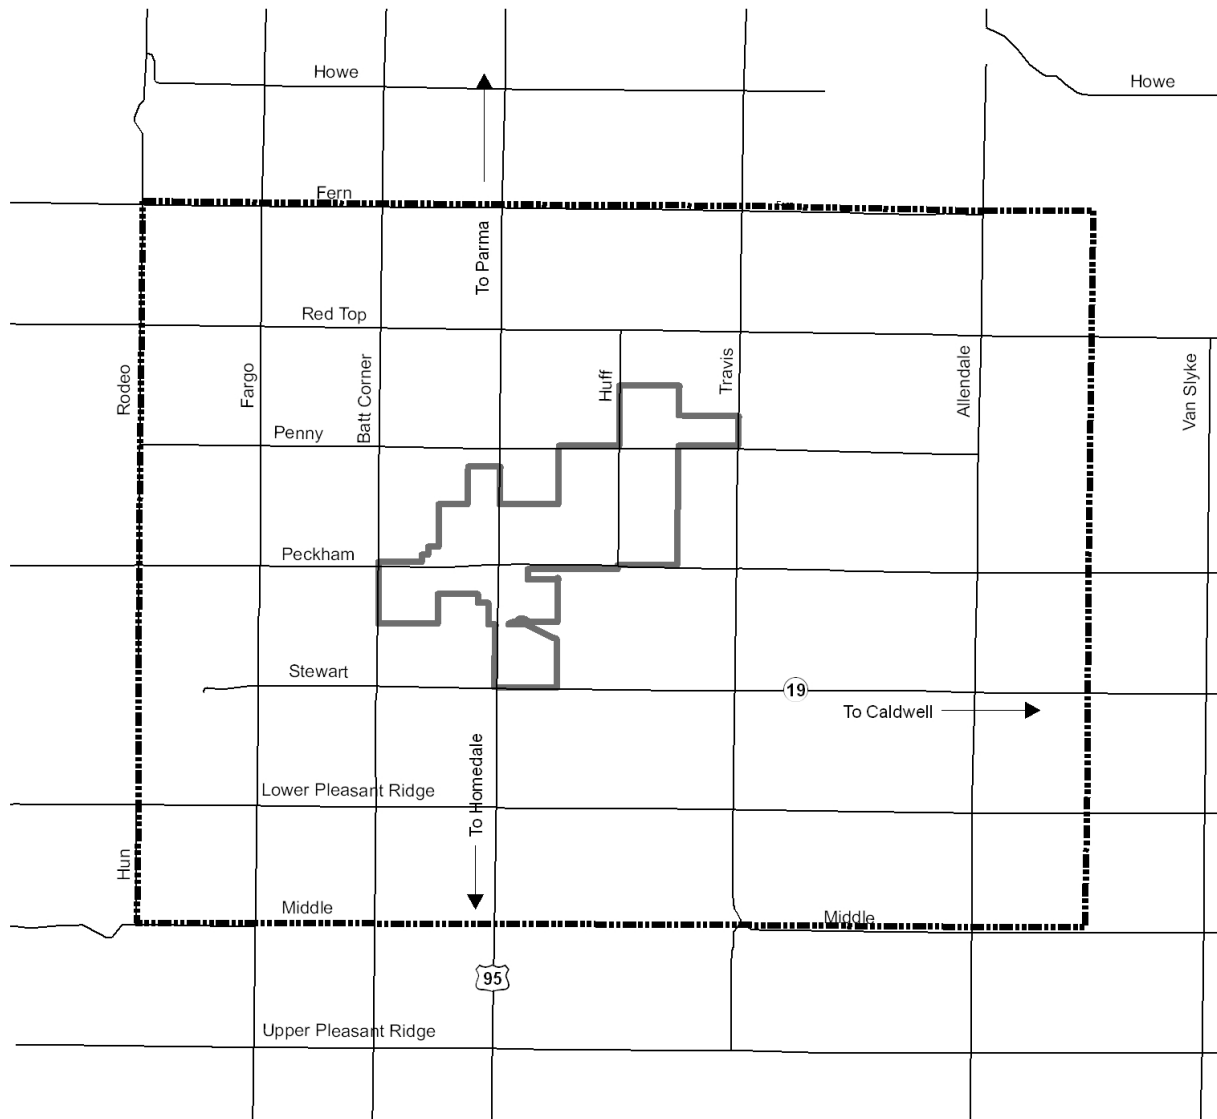 Howe
Howe
Fern
To Parma
Red Top
Rodeo
Fargo
Batt Corner
Huff
Travis
Allendale
Van Slyke
Penny
Peckham
Stewart
19
To Caldwell
To Homedale
Lower Pleasant Ridge
Hun
Middle
Middle
95
Upper Pleasant Ridge